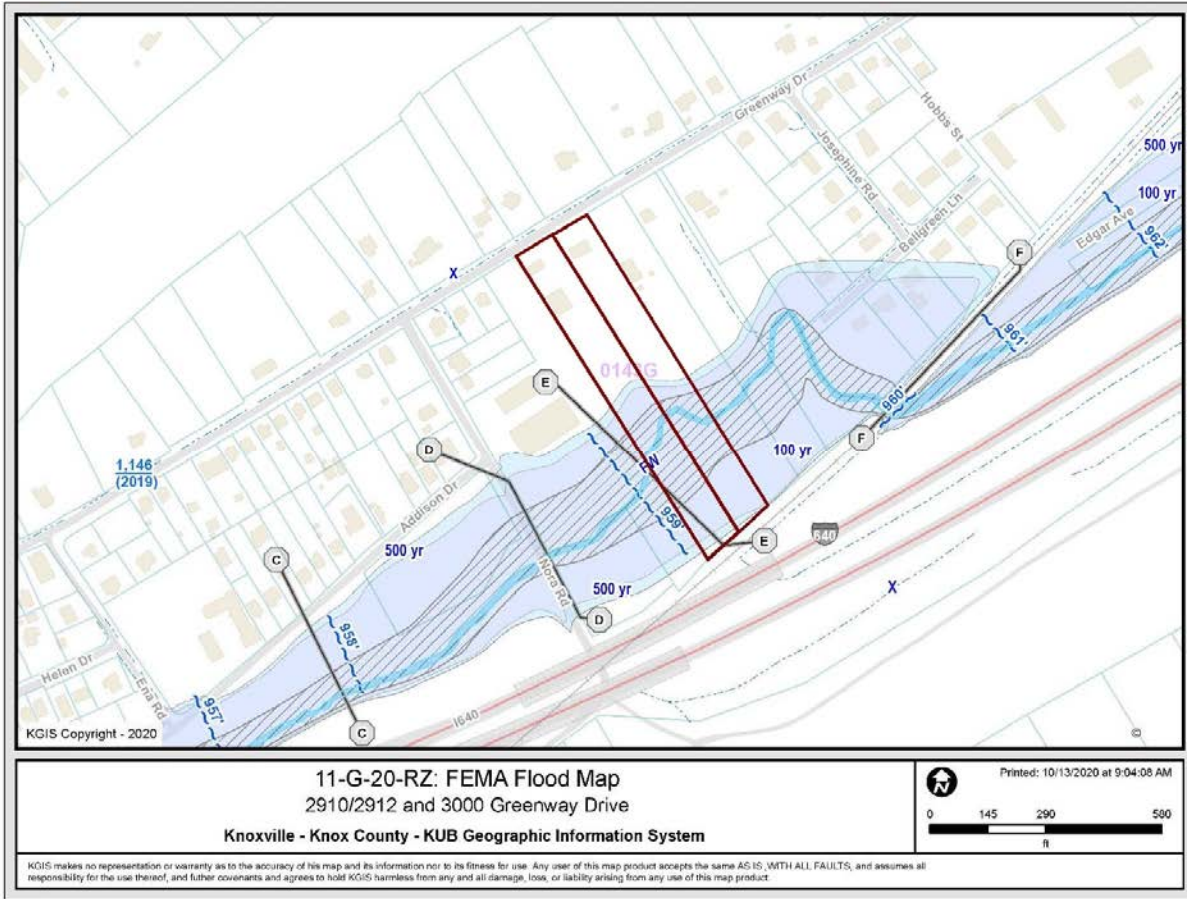 Greenway Dr
Hobbs St
Josephine Rd
500 yr
100 yr
Bellgreen Ln
Edgar Ave
962'
F
X
961'
0142G
E
960'
F
D
100 yr
1,146
(2019)
FW
Addison Dr
959'
500 yr
E
640
C
Nora Rd
500 yr
X
D
958'
Helen Dr
Ena Rd
957'
I640
C
KGIS Copyright - 2020
©
11-G-20-RZ: FEMA Flood Map
2910/2912 and 3000 Greenway Drive
Knoxville - Knox County - KUB Geographic Information System
N
Printed: 10/13/2020 at 9:04:08 AM
0 145 290 580
ft
KGIS makes no representation or warranty as to the accuracy of his map and its information nor to its fitness for use. Any user of this map product accepts the same AS IS ,WITH ALL FAULTS, and assumes all
responsibility for the use thereof, and futher covenants and agrees to hold KGIS harmless from any and all damage, loss, or liability arising from any use of this map product.